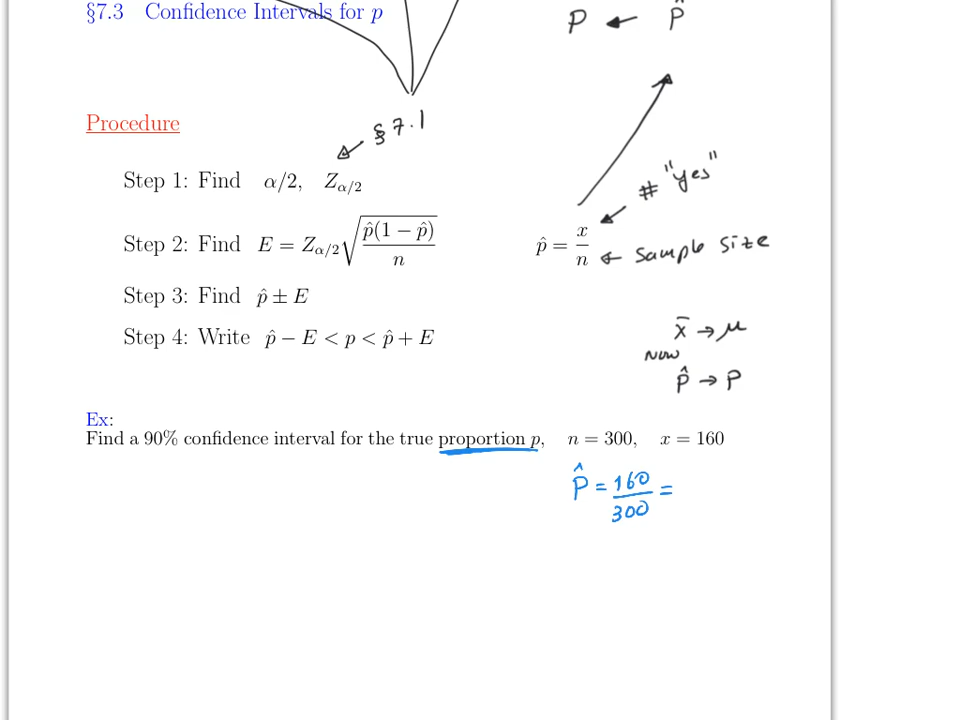 §7.3 Confidence Intervals for p
P ← p̂
Procedure
§7.1
Step 1: Find α/2, Z_{α/2}
# "yes"
Step 2: Find E = Z_{α/2}√(p̂(1 − p̂)/n)
p̂ = x/n ← sample size
Step 3: Find p̂ ± E
x̄ → μ
Step 4: Write p̂ − E < p < p̂ + E
now
p̂ → P
Ex:
Find a 90% confidence interval for the true proportion p, n = 300, x = 160
p̂ = 160/300 =